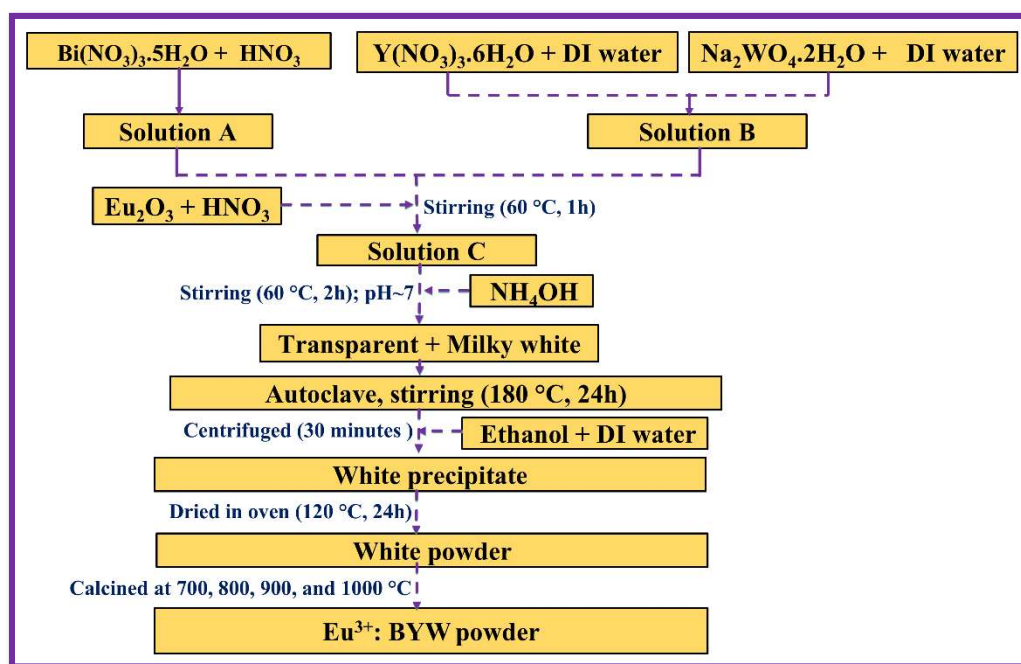 Bi(NO₃)₃.5H₂O + HNO₃
Y(NO₃)₃.6H₂O + DI water
Na₂WO₄.2H₂O + DI water
Solution A
Solution B
Eu₂O₃ + HNO₃
Stirring (60 °C, 1h)
Solution C
Stirring (60 °C, 2h); pH~7
NH₄OH
Transparent + Milky white
Autoclave, stirring (180 °C, 24h)
Centrifuged (30 minutes )
Ethanol + DI water
White precipitate
Dried in oven (120 °C, 24h)
White powder
Calcined at 700, 800, 900, and 1000 °C
Eu³⁺: BYW powder